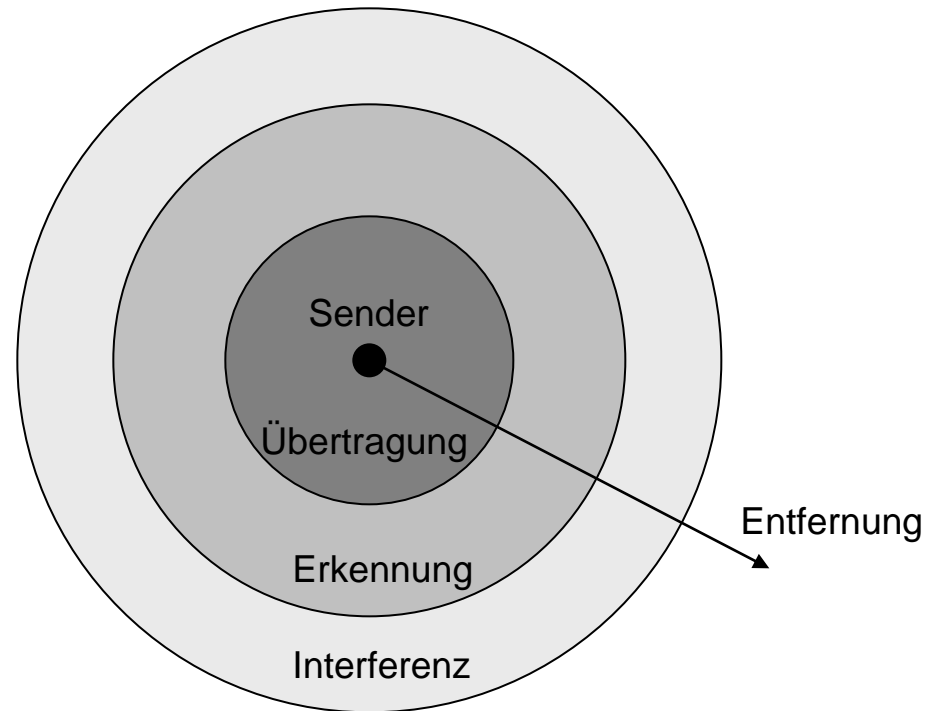 Sender
Übertragung
Entfernung
Erkennung
Interferenz